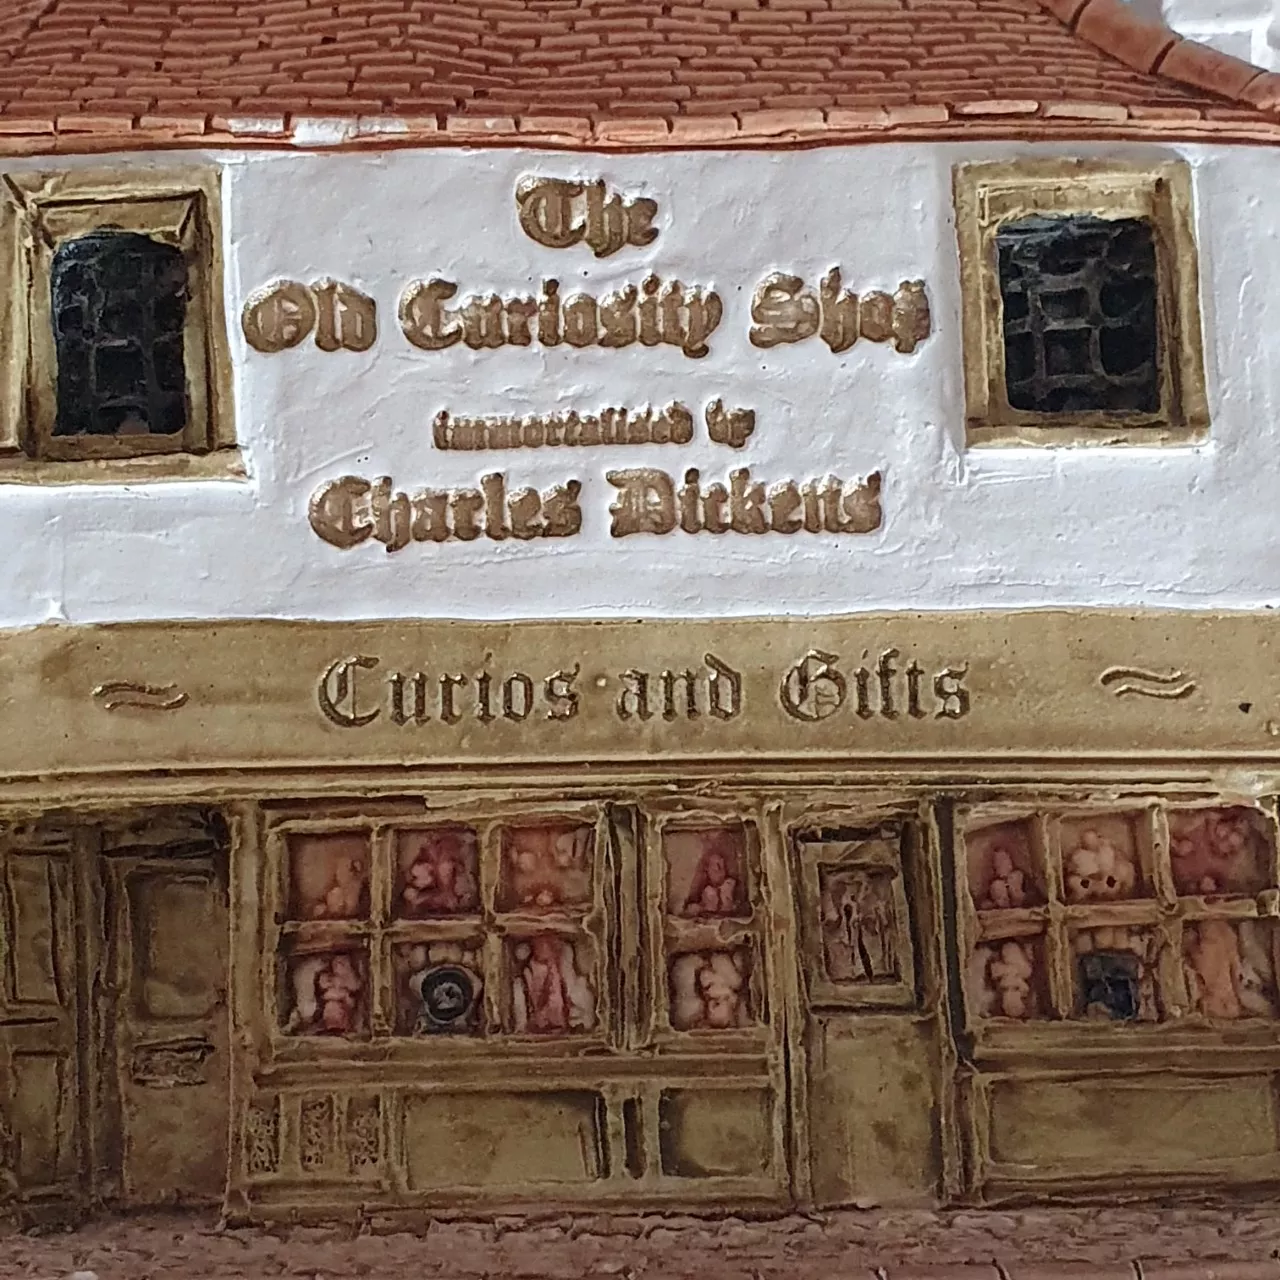 The
Old Curiosity Shop
immortalised by
Charles Dickens
Curios and Gifts